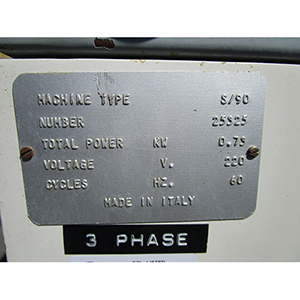 MACHINE TYPE S/90
NUMBER 25325
TOTAL POWER KW 0.75
VOLTAGE V. 220
CYCLES HZ. 60
MADE IN ITALY
3 PHASE